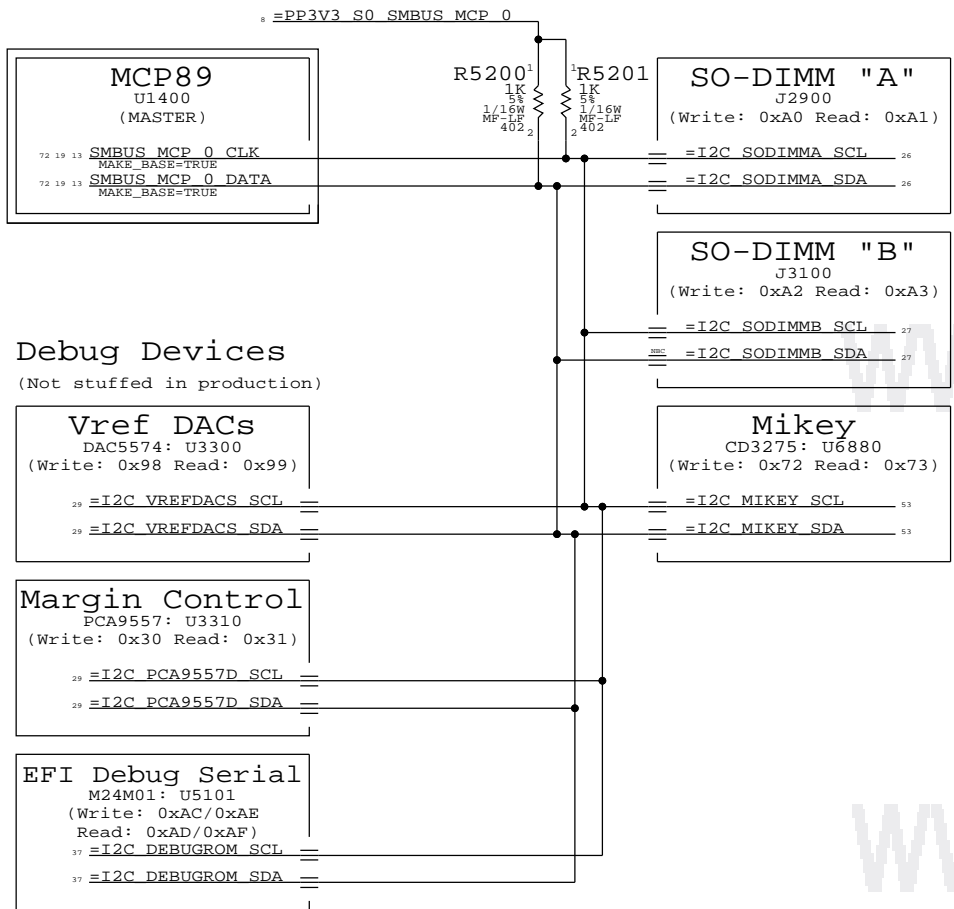 8 =PP3V3_S0_SMBUS_MCP_0
MCP89
U1400
(MASTER)
72 19 13 SMBUS_MCP_0_CLK
MAKE_BASE=TRUE
72 19 13 SMBUS_MCP_0_DATA
MAKE_BASE=TRUE
R5200
1K
5%
1/16W
MF-LF
402
1
2
R5201
1K
5%
1/16W
MF-LF
402
1
2
SO-DIMM "A"
J2900
(Write: 0xA0 Read: 0xA1)
=I2C_SODIMMA_SCL 26
=I2C_SODIMMA_SDA 26
SO-DIMM "B"
J3100
(Write: 0xA2 Read: 0xA3)
=I2C_SODIMMB_SCL 27
=I2C_SODIMMB_SDA 27
Debug Devices
(Not stuffed in production)
Vref DACs
DAC5574: U3300
(Write: 0x98 Read: 0x99)
29 =I2C_VREFDACS_SCL
29 =I2C_VREFDACS_SDA
Mikey
CD3275: U6880
(Write: 0x72 Read: 0x73)
=I2C_MIKEY_SCL 53
=I2C_MIKEY_SDA 53
Margin Control
PCA9557: U3310
(Write: 0x30 Read: 0x31)
29 =I2C_PCA9557D_SCL
29 =I2C_PCA9557D_SDA
EFI Debug Serial
M24M01: U5101
(Write: 0xAC/0xAE
Read: 0xAD/0xAF)
37 =I2C_DEBUGROM_SCL
37 =I2C_DEBUGROM_SDA